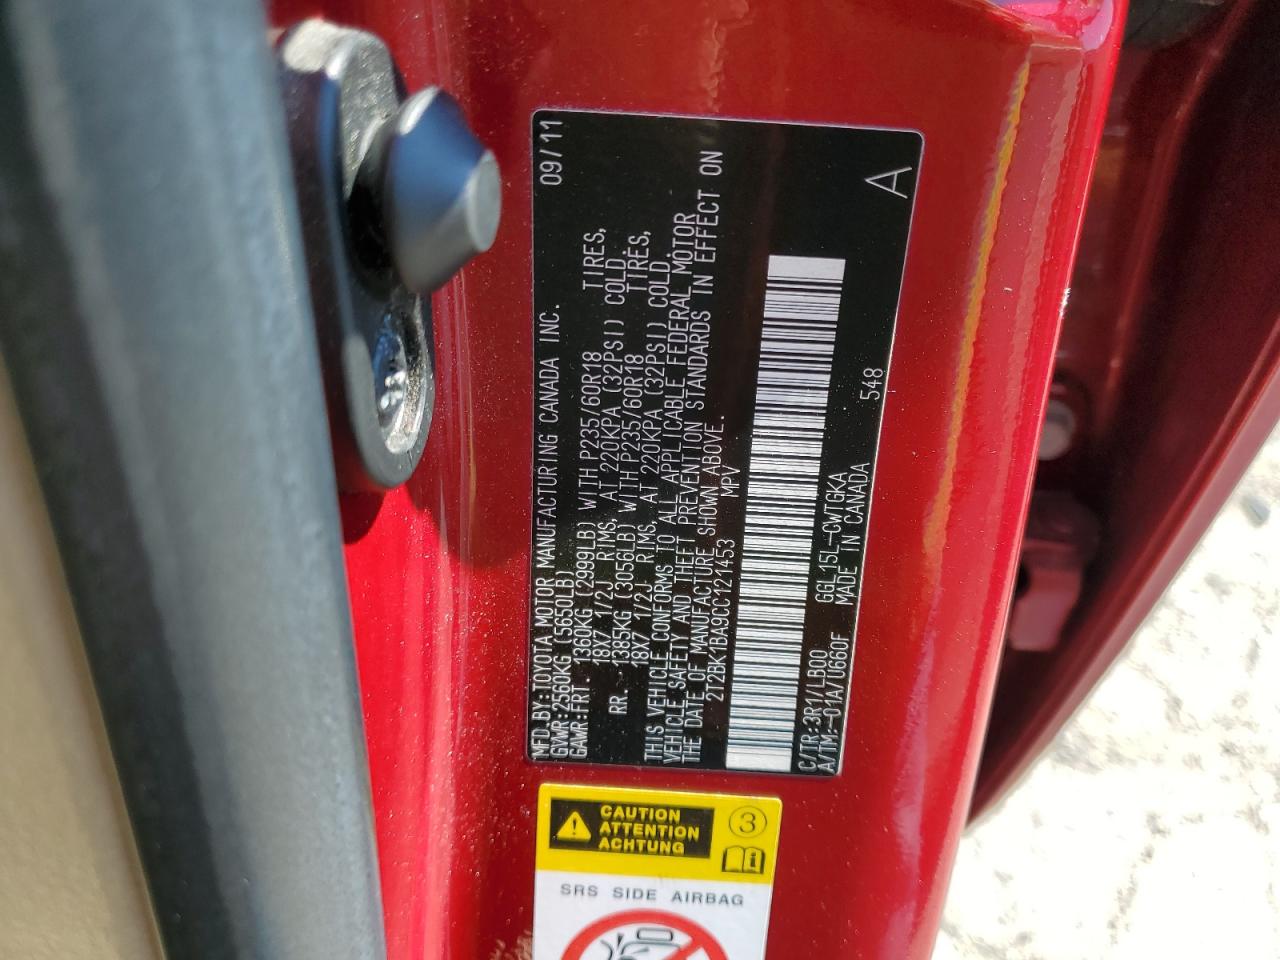 MFD.BY:TOYOTA MOTOR MANUFACTURING CANADA INC. 09/11
GVWR:2560KG(5650LB)
GAWR:FRT. 1360KG (2999LB) WITH P235/60R18 TIRES,
18X7 1/2J RIMS, AT 220KPA (32PSI) COLD.
RR. 1385KG (3056LB) WITH P235/60R18 TIRES,
18X7 1/2J RIMS, AT 220KPA (32PSI) COLD.
THIS VEHICLE CONFORMS TO ALL APPLICABLE FEDERAL MOTOR
VEHICLE SAFETY AND THEFT PREVENTION STANDARDS IN EFFECT ON
THE DATE OF MANUFACTURE SHOWN ABOVE.
2T2BK1BA9CC121453 MPV
C/TR:3R1/LB00 GGL15L-CWTGKA 548 A
A/TM:-01A/U660F MADE IN CANADA
CAUTION
ATTENTION
ACHTUNG
3
SRS SIDE AIRBAG